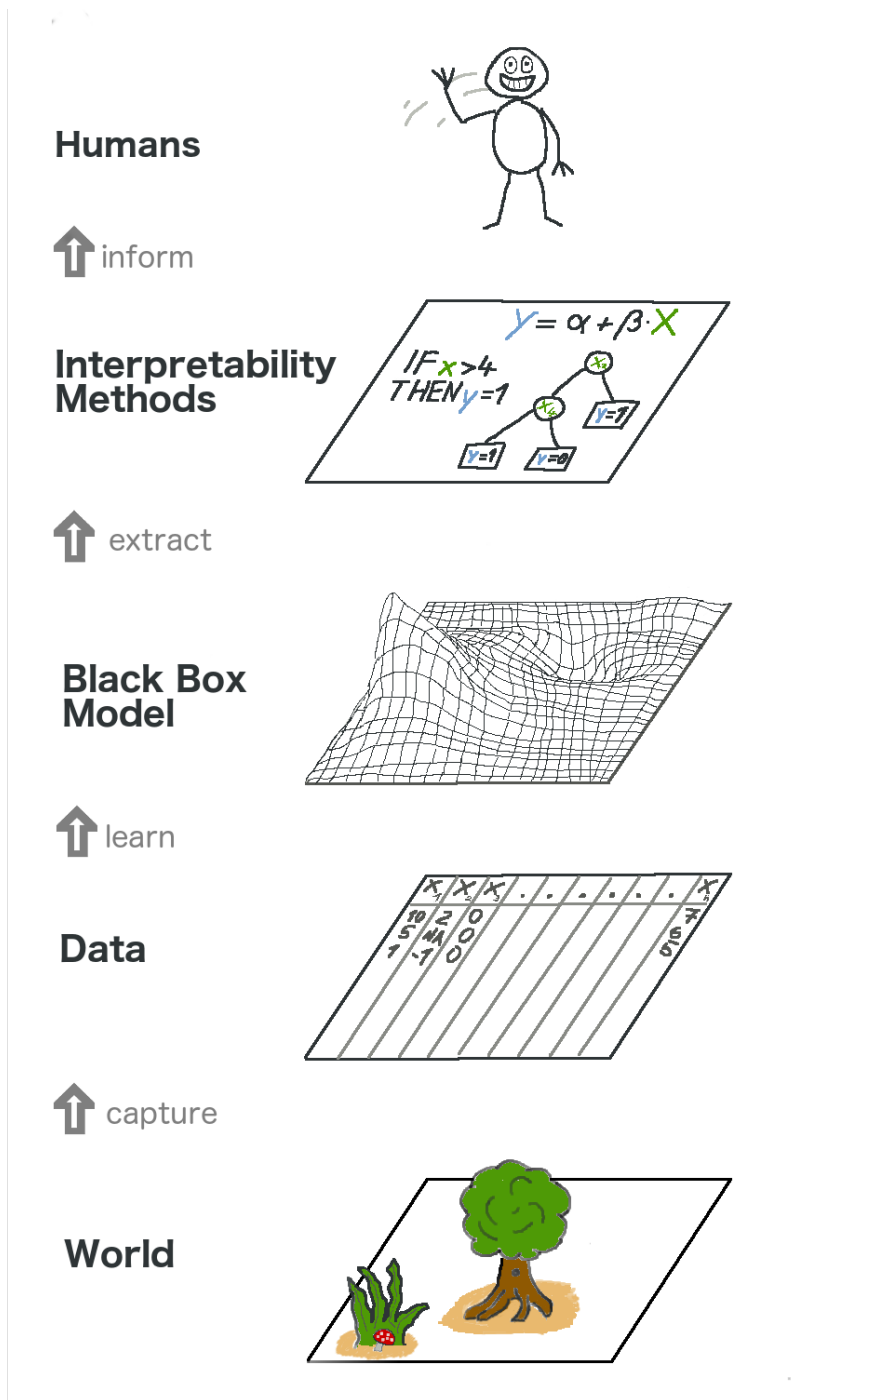 Humans
inform
Interpretability
Methods
y = α + β · X
IF x > 4
THEN y = 1
y=1
y=1
y=0
extract
Black Box
Model
learn
Data
X1 X2 X3 . . . . . .
10 2 0 7
5 NA 0 6
1 -1 0 5
capture
World